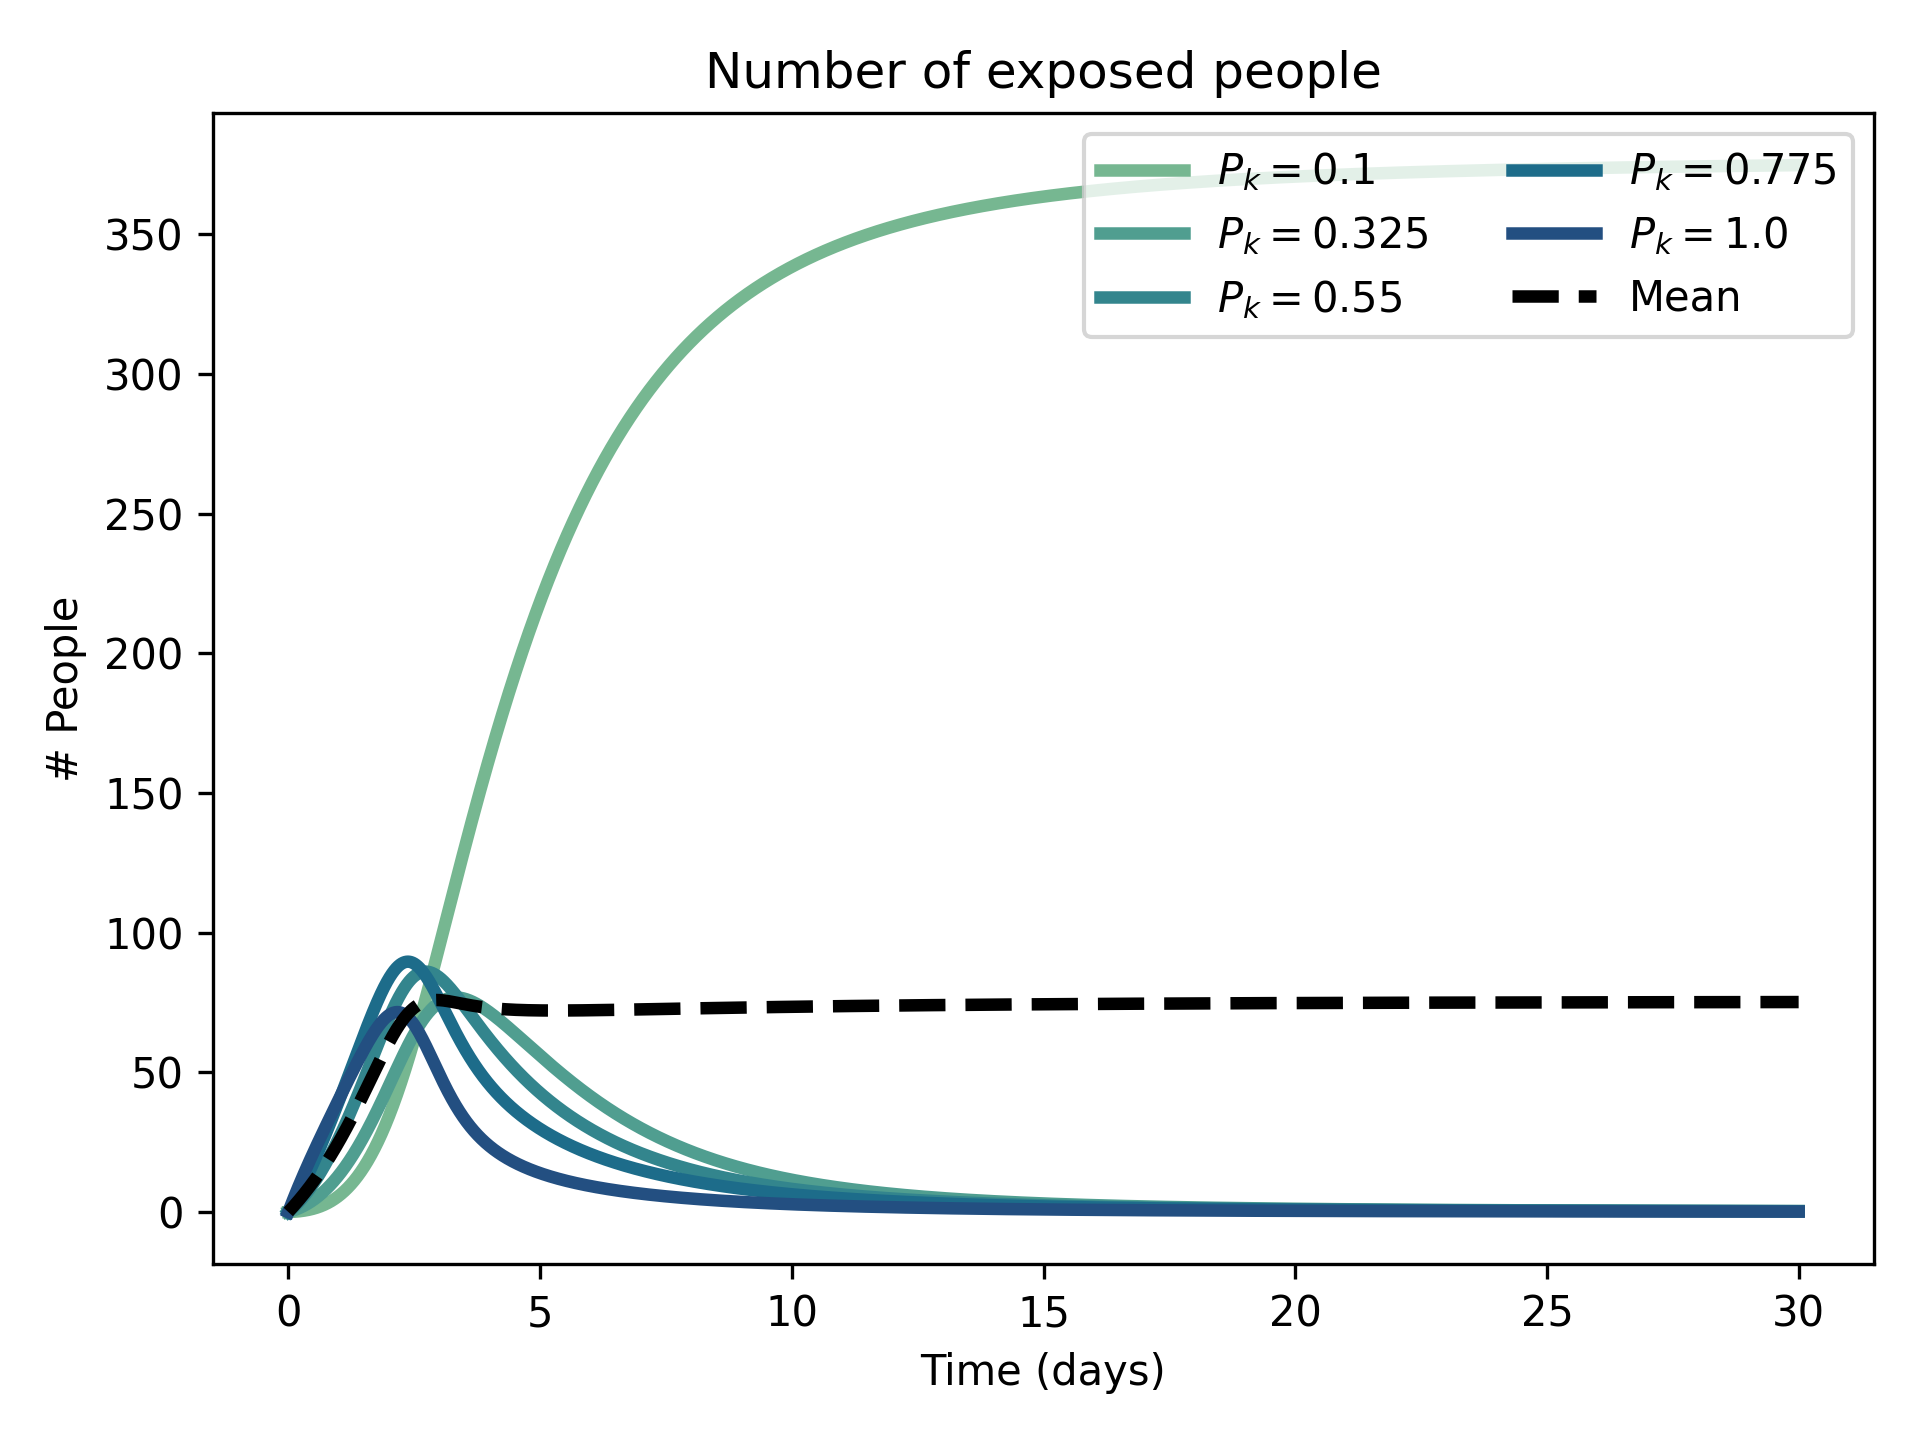 Number of exposed people
# People
350
300
250
200
150
100
50
0
0 5 10 15 20 25 30
Time (days)
P_k = 0.1
P_k = 0.325
P_k = 0.55
P_k = 0.775
P_k = 1.0
Mean